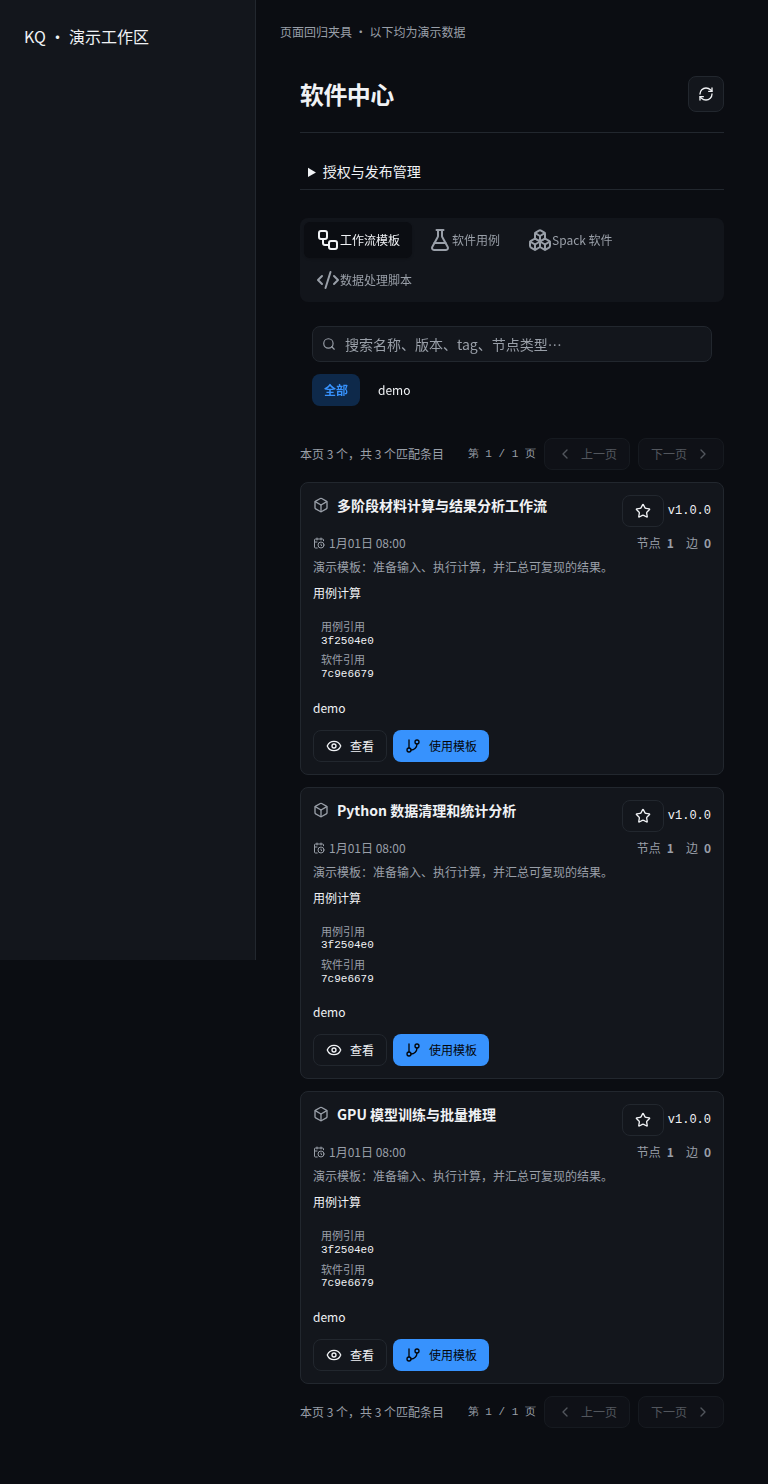 KQ · 演示工作区
页面回归夹具 · 以下均为演示数据
软件中心
授权与发布管理
工作流模板
软件用例
Spack 软件
数据处理脚本
搜索名称、版本、tag、节点类型…
全部
demo
本页 3 个，共 3 个匹配条目
第 1 / 1 页
上一页
下一页
多阶段材料计算与结果分析工作流
v1.0.0
1月01日 08:00
节点 1 边 0
演示模板：准备输入、执行计算，并汇总可复现的结果。
用例计算
用例引用
3f2504e0
软件引用
7c9e6679
demo
查看
使用模板
Python 数据清理和统计分析
v1.0.0
1月01日 08:00
节点 1 边 0
演示模板：准备输入、执行计算，并汇总可复现的结果。
用例计算
用例引用
3f2504e0
软件引用
7c9e6679
demo
查看
使用模板
GPU 模型训练与批量推理
v1.0.0
1月01日 08:00
节点 1 边 0
演示模板：准备输入、执行计算，并汇总可复现的结果。
用例计算
用例引用
3f2504e0
软件引用
7c9e6679
demo
查看
使用模板
本页 3 个，共 3 个匹配条目
第 1 / 1 页
上一页
下一页